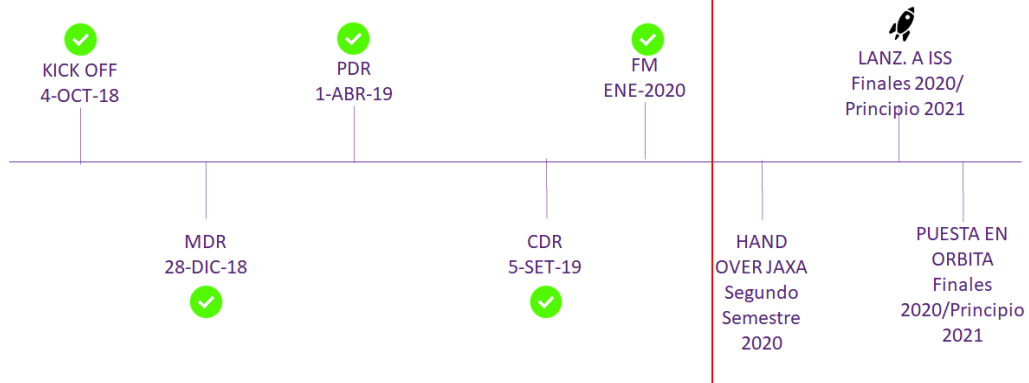 KICK OFF
4-OCT-18
PDR
1-ABR-19
FM
ENE-2020
LANZ. A ISS
Finales 2020/
Principio 2021
MDR
28-DIC-18
CDR
5-SET-19
HAND
OVER JAXA
Segundo
Semestre
2020
PUESTA EN
ORBITA
Finales
2020/Principio
2021